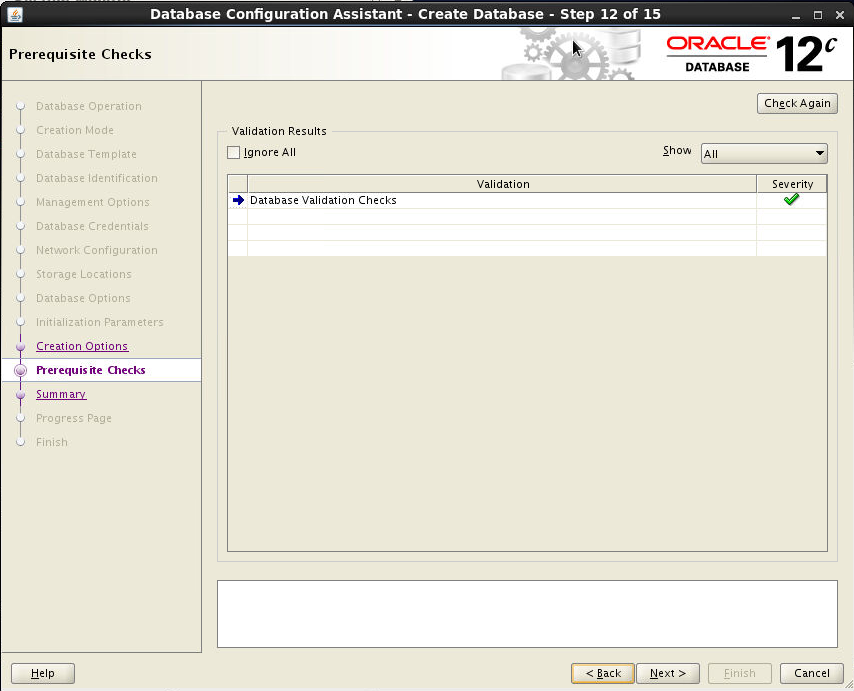 Database Configuration Assistant - Create Database - Step 12 of 15
Prerequisite Checks
ORACLE®
DATABASE
12c
Database Operation
Creation Mode
Database Template
Database Identification
Management Options
Database Credentials
Network Configuration
Storage Locations
Database Options
Initialization Parameters
Creation Options
Prerequisite Checks
Summary
Progress Page
Finish
Check Again
Validation Results
Ignore All
Show All
Validation Severity
Database Validation Checks
Help
< Back Next > Finish Cancel